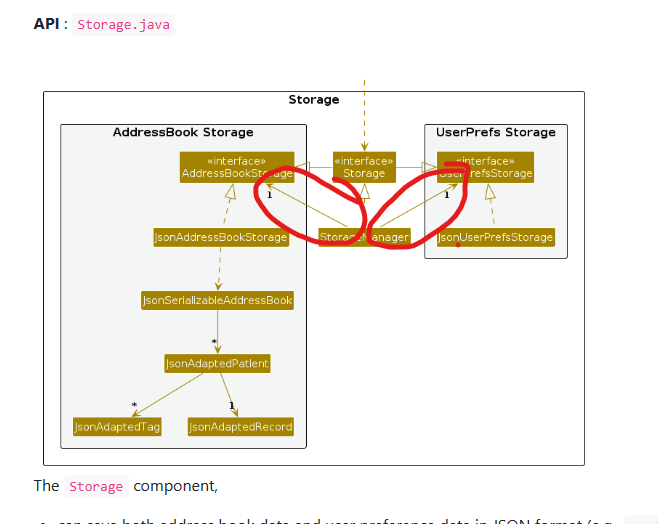 API : Storage.java
Storage
AddressBook Storage
UserPrefs Storage
«interface»
AddressBookStorage
«interface»
Storage
«interface»
UserPrefsStorage
1
1
JsonAddressBookStorage
StorageManager
JsonUserPrefsStorage
JsonSerializableAddressBook
*
JsonAdaptedPatient
*
1
JsonAdaptedTag
JsonAdaptedRecord
The Storage component,